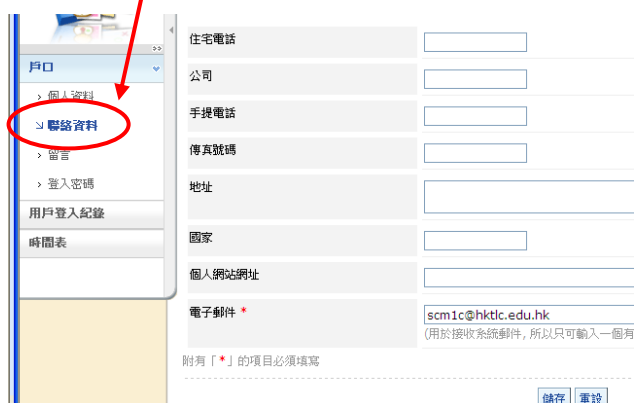 戶口
個人資料
聯絡資料
留言
登入密碼
用戶登入紀錄
時間表
住宅電話
公司
手提電話
傳真號碼
地址
國家
個人網站網址
電子郵件 *
scm1c@hktlc.edu.hk
(用於接收系統郵件, 所以只可輸入一個有
附有「*」的項目必須填寫
儲存 重設